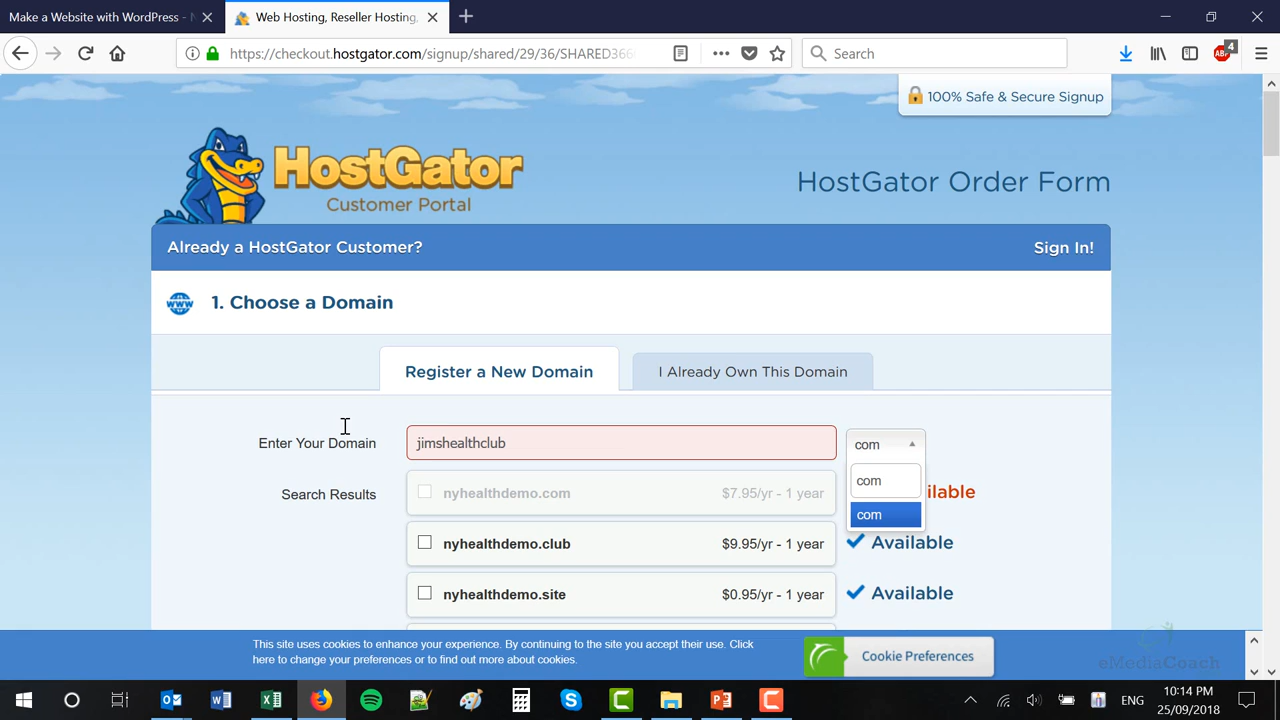 Make a Website with WordPress - N
Web Hosting, Reseller Hosting,
https://checkout.hostgator.com/signup/shared/29/36/SHARED366
Search
ABP
4
100% Safe & Secure Signup
HostGator
Customer Portal
HostGator Order Form
Already a HostGator Customer?
Sign In!
www
1. Choose a Domain
Register a New Domain
I Already Own This Domain
Enter Your Domain
jimshealthclub
com
com
Search Results
nyhealthdemo.com
$7.95/yr - 1 year
ilable
com
nyhealthdemo.club
$9.95/yr - 1 year
Available
nyhealthdemo.site
$0.95/yr - 1 year
Available
This site uses cookies to enhance your experience. By continuing to the site you accept their use. Click
here to change your preferences or to find out more about cookies.
Cookie Preferences
eMediaCoach
ENG
10:14 PM
25/09/2018